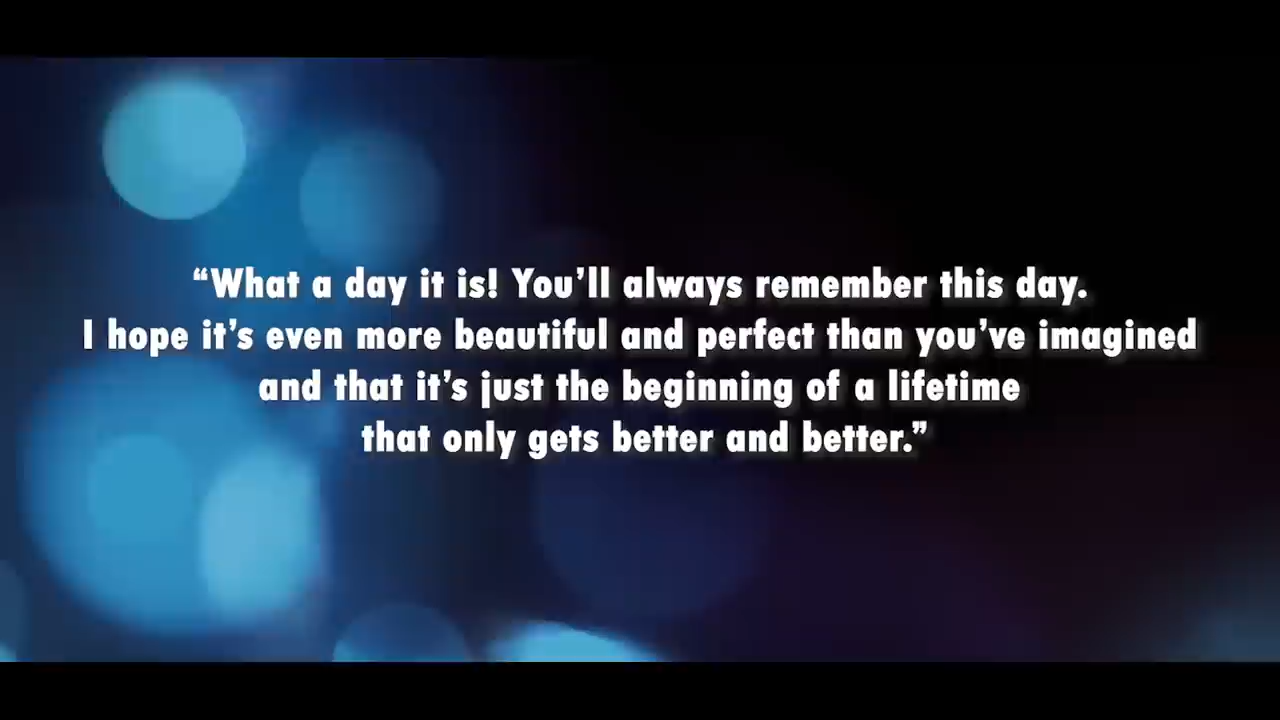 “What a day it is! You’ll always remember this day.
I hope it’s even more beautiful and perfect than you’ve imagined
and that it’s just the beginning of a lifetime
that only gets better and better.”